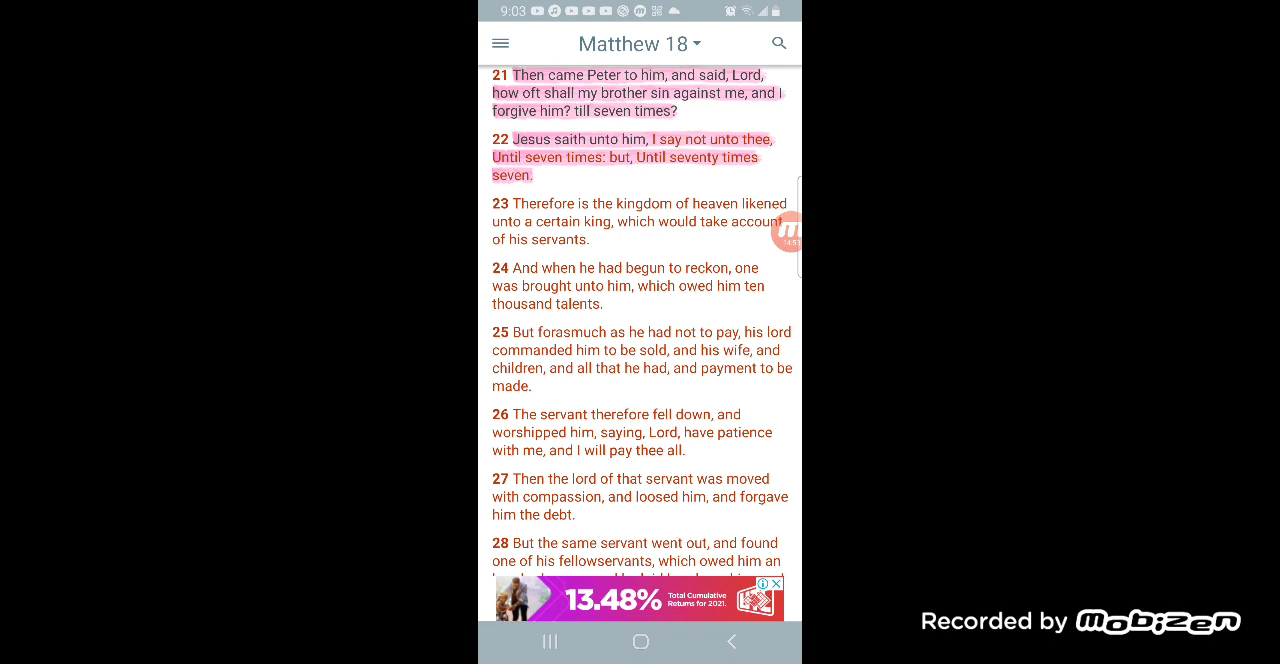 9:03
Matthew 18
21 Then came Peter to him, and said, Lord,
how oft shall my brother sin against me, and I
forgive him? till seven times?
22 Jesus saith unto him, I say not unto thee,
Until seven times: but, Until seventy times
seven.
23 Therefore is the kingdom of heaven likened
unto a certain king, which would take account
of his servants.
m
14:53
24 And when he had begun to reckon, one
was brought unto him, which owed him ten
thousand talents.
25 But forasmuch as he had not to pay, his lord
commanded him to be sold, and his wife, and
children, and all that he had, and payment to be
made.
26 The servant therefore fell down, and
worshipped him, saying, Lord, have patience
with me, and I will pay thee all.
27 Then the lord of that servant was moved
with compassion, and loosed him, and forgave
him the debt.
28 But the same servant went out, and found
one of his fellowservants, which owed him an
13.48% Total Cumulative
Returns for 2021.
Recorded by mobizen